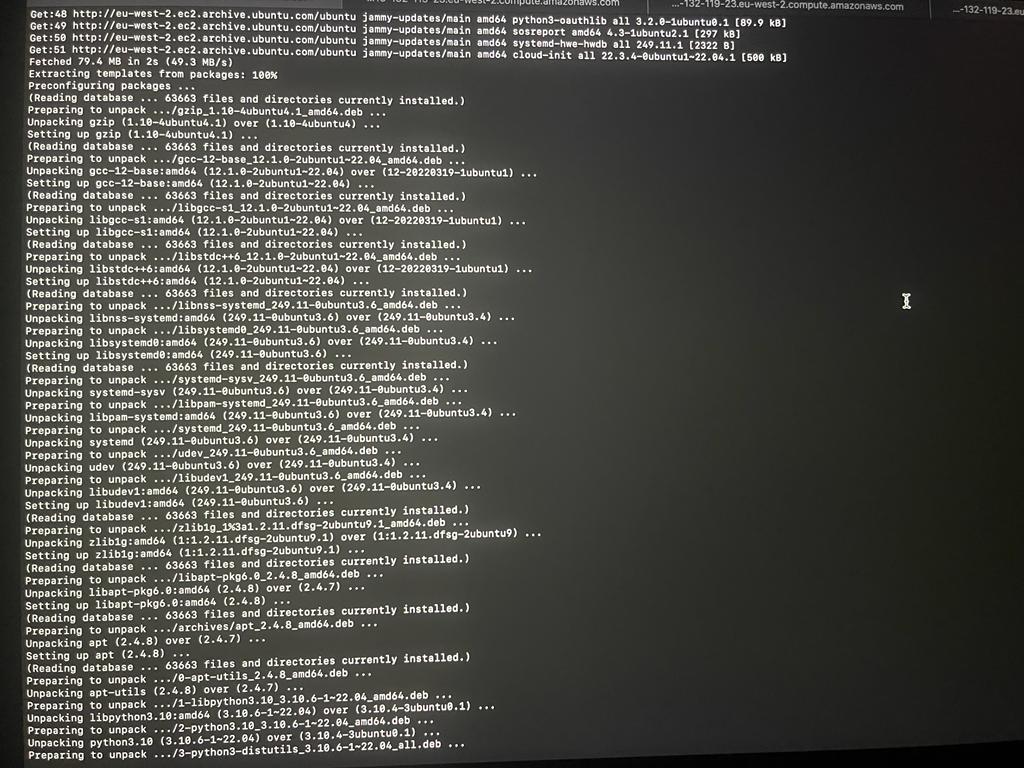 -132-119-23.eu-west-2.compute.amazonaws.com
...-132-119-23.eu
Get:48 http://eu-west-2.ec2.archive.ubuntu.com/ubuntu jammy-updates/main amd64 python3-oauthlib all 3.2.0-1ubuntu0.1 [89.9 kB]
Get:49 http://eu-west-2.ec2.archive.ubuntu.com/ubuntu jammy-updates/main amd64 sosreport amd64 4.3-1ubuntu2.1 [297 kB]
Get:50 http://eu-west-2.ec2.archive.ubuntu.com/ubuntu jammy-updates/main amd64 systemd-hwe-hwdb all 249.11.1 [2322 B]
Get:51 http://eu-west-2.ec2.archive.ubuntu.com/ubuntu jammy-updates/main amd64 cloud-init all 22.3.4-0ubuntu1~22.04.1 [500 kB]
Fetched 79.4 MB in 2s (49.3 MB/s)
Extracting templates from packages: 100%
Preconfiguring packages ...
(Reading database ... 63663 files and directories currently installed.)
Preparing to unpack .../gzip_1.10-4ubuntu4.1_amd64.deb ...
Unpacking gzip (1.10-4ubuntu4.1) over (1.10-4ubuntu4) ...
Setting up gzip (1.10-4ubuntu4.1) ...
(Reading database ... 63663 files and directories currently installed.)
Preparing to unpack .../gcc-12-base_12.1.0-2ubuntu1~22.04_amd64.deb ...
Unpacking gcc-12-base:amd64 (12.1.0-2ubuntu1~22.04) over (12-20220319-1ubuntu1) ...
Setting up gcc-12-base:amd64 (12.1.0-2ubuntu1~22.04) ...
(Reading database ... 63663 files and directories currently installed.)
Preparing to unpack .../libgcc-s1_12.1.0-2ubuntu1~22.04_amd64.deb ...
Unpacking libgcc-s1:amd64 (12.1.0-2ubuntu1~22.04) over (12-20220319-1ubuntu1) ...
Setting up libgcc-s1:amd64 (12.1.0-2ubuntu1~22.04) ...
(Reading database ... 63663 files and directories currently installed.)
Preparing to unpack .../libstdc++6_12.1.0-2ubuntu1~22.04_amd64.deb ...
Unpacking libstdc++6:amd64 (12.1.0-2ubuntu1~22.04) over (12-20220319-1ubuntu1) ...
Setting up libstdc++6:amd64 (12.1.0-2ubuntu1~22.04) ...
(Reading database ... 63663 files and directories currently installed.)
Preparing to unpack .../libnss-systemd_249.11-0ubuntu3.6_amd64.deb ...
Unpacking libnss-systemd:amd64 (249.11-0ubuntu3.6) over (249.11-0ubuntu3.4) ...
Preparing to unpack .../libsystemd0_249.11-0ubuntu3.6_amd64.deb ...
Unpacking libsystemd0:amd64 (249.11-0ubuntu3.6) over (249.11-0ubuntu3.4) ...
Setting up libsystemd0:amd64 (249.11-0ubuntu3.6) ...
(Reading database ... 63663 files and directories currently installed.)
Preparing to unpack .../systemd-sysv_249.11-0ubuntu3.6_amd64.deb ...
Unpacking systemd-sysv (249.11-0ubuntu3.6) over (249.11-0ubuntu3.4) ...
Preparing to unpack .../libpam-systemd_249.11-0ubuntu3.6_amd64.deb ...
Unpacking libpam-systemd:amd64 (249.11-0ubuntu3.6) over (249.11-0ubuntu3.4) ...
Preparing to unpack .../systemd_249.11-0ubuntu3.6_amd64.deb ...
Unpacking systemd (249.11-0ubuntu3.6) over (249.11-0ubuntu3.4) ...
Preparing to unpack .../udev_249.11-0ubuntu3.6_amd64.deb ...
Unpacking udev (249.11-0ubuntu3.6) over (249.11-0ubuntu3.4) ...
Preparing to unpack .../libudev1_249.11-0ubuntu3.6_amd64.deb ...
Unpacking libudev1:amd64 (249.11-0ubuntu3.6) over (249.11-0ubuntu3.4) ...
Setting up libudev1:amd64 (249.11-0ubuntu3.6) ...
(Reading database ... 63663 files and directories currently installed.)
Preparing to unpack .../zlib1g_1%3a1.2.11.dfsg-2ubuntu9.1_amd64.deb ...
Unpacking zlib1g:amd64 (1:1.2.11.dfsg-2ubuntu9.1) over (1:1.2.11.dfsg-2ubuntu9) ...
Setting up zlib1g:amd64 (1:1.2.11.dfsg-2ubuntu9.1) ...
(Reading database ... 63663 files and directories currently installed.)
Preparing to unpack .../libapt-pkg6.0_2.4.8_amd64.deb ...
Unpacking libapt-pkg6.0:amd64 (2.4.8) over (2.4.7) ...
Setting up libapt-pkg6.0:amd64 (2.4.8) ...
(Reading database ... 63663 files and directories currently installed.)
Preparing to unpack .../archives/apt_2.4.8_amd64.deb ...
Unpacking apt (2.4.8) over (2.4.7) ...
Setting up apt (2.4.8) ...
(Reading database ... 63663 files and directories currently installed.)
Preparing to unpack .../0-apt-utils_2.4.8_amd64.deb ...
Unpacking apt-utils (2.4.8) over (2.4.7) ...
Preparing to unpack .../1-libpython3.10_3.10.6-1~22.04_amd64.deb ...
Unpacking libpython3.10:amd64 (3.10.6-1~22.04) over (3.10.4-3ubuntu0.1) ...
Preparing to unpack .../2-python3.10_3.10.6-1~22.04_amd64.deb ...
Unpacking python3.10 (3.10.6-1~22.04) over (3.10.4-3ubuntu0.1) ...
Preparing to unpack .../3-python3-distutils_3.10.6-1~22.04_all.deb ...